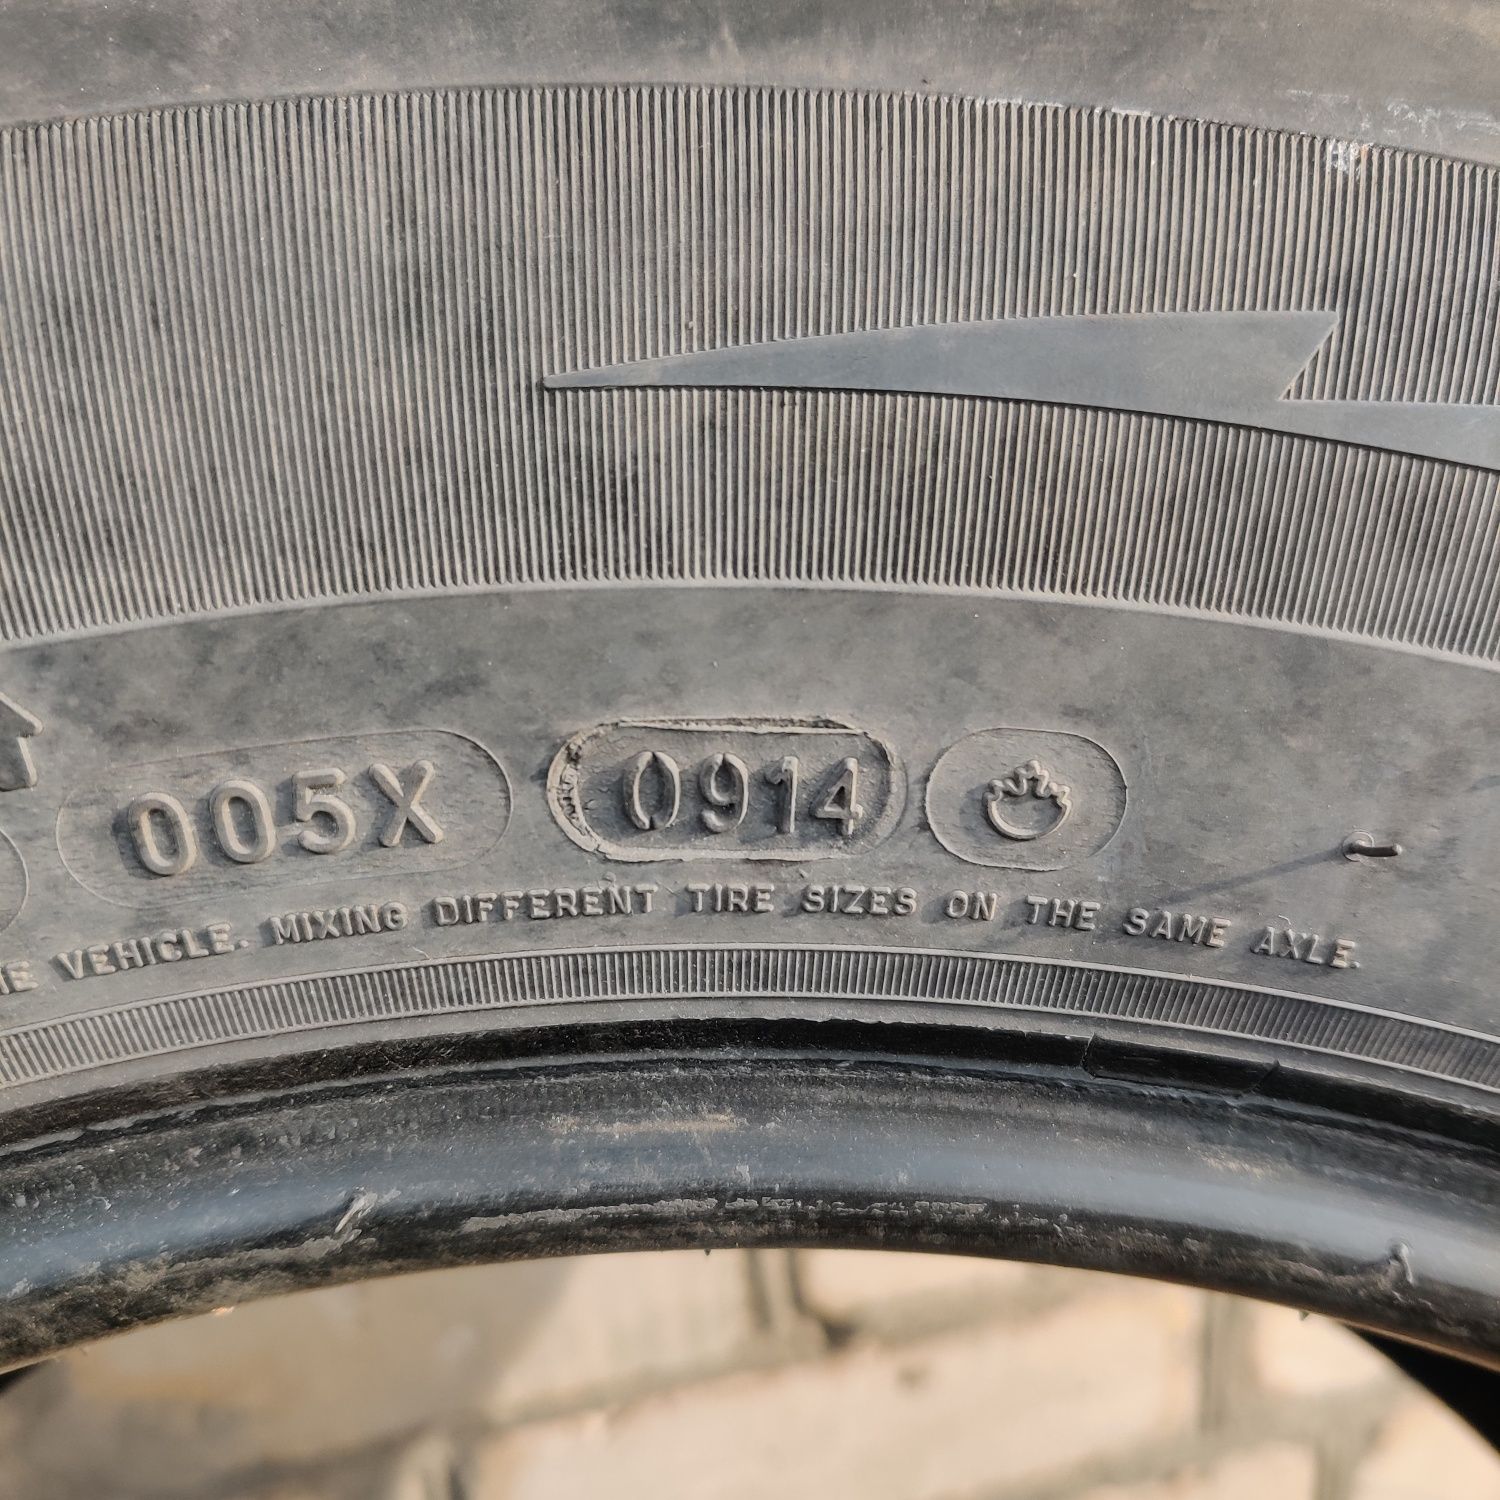 005X 0914
VEHICLE. MIXING DIFFERENT TIRE SIZES ON THE SAME AXLE.